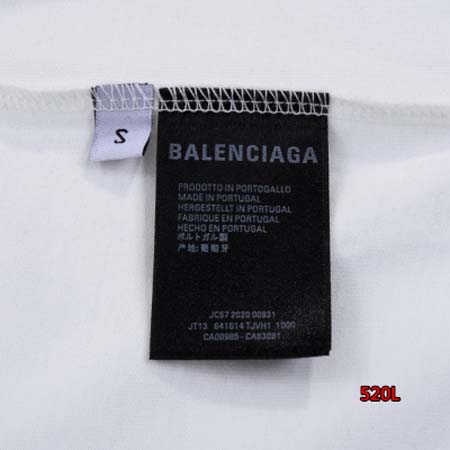 S
BALENCIAGA
PRODOTTO IN PORTOGALLO
MADE IN PORTUGAL
HERGESTELLT IN PORTUGAL
FABRIQUE EN PORTUGAL
HECHO EN PORTUGAL
ポルトガル製
产地:葡萄牙
JC57 2020 00931
JT13 641614 TJVH1 1000
CA00985 - CA63081
520L